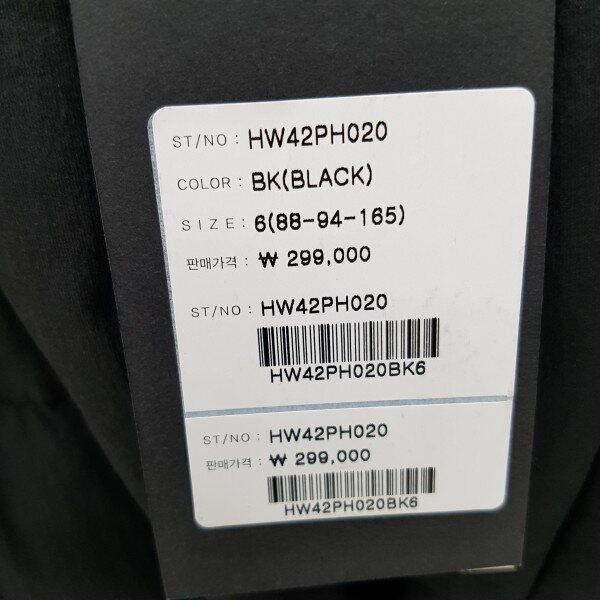 ST/NO : HW42PH020
COLOR : BK(BLACK)
SIZE : 6(88-94-165)
판매가격 : ₩ 299,000
ST/NO : HW42PH020
HW42PH020BK6
ST/NO : HW42PH020
판매가격 : ₩ 299,000
HW42PH020BK6